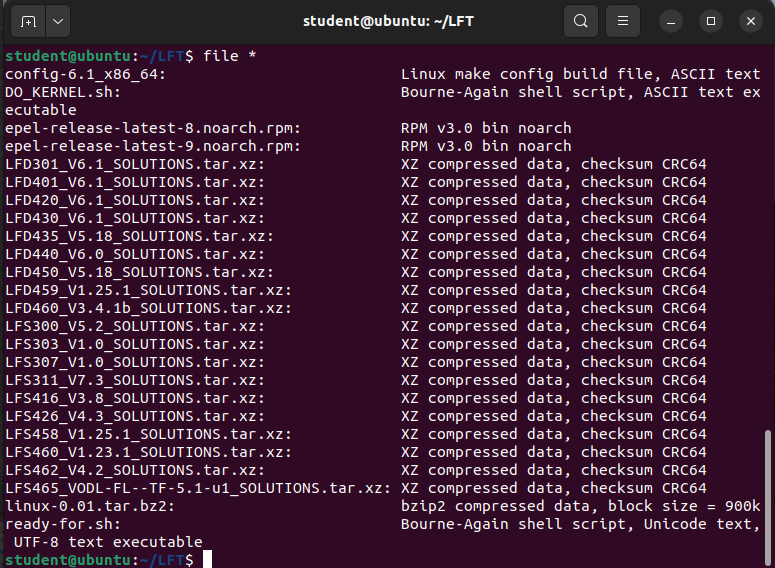 student@ubuntu: ~/LFT
student@ubuntu:~/LFT$ file *
config-6.1_x86_64:                          Linux make config build file, ASCII text
DO_KERNEL.sh:                               Bourne-Again shell script, ASCII text ex
ecutable
epel-release-latest-8.noarch.rpm:           RPM v3.0 bin noarch
epel-release-latest-9.noarch.rpm:           RPM v3.0 bin noarch
LFD301_V6.1_SOLUTIONS.tar.xz:               XZ compressed data, checksum CRC64
LFD401_V6.1_SOLUTIONS.tar.xz:               XZ compressed data, checksum CRC64
LFD420_V6.1_SOLUTIONS.tar.xz:               XZ compressed data, checksum CRC64
LFD430_V6.1_SOLUTIONS.tar.xz:               XZ compressed data, checksum CRC64
LFD435_V5.18_SOLUTIONS.tar.xz:              XZ compressed data, checksum CRC64
LFD440_V6.0_SOLUTIONS.tar.xz:               XZ compressed data, checksum CRC64
LFD450_V5.18_SOLUTIONS.tar.xz:              XZ compressed data, checksum CRC64
LFD459_V1.25.1_SOLUTIONS.tar.xz:            XZ compressed data, checksum CRC64
LFD460_V3.4.1b_SOLUTIONS.tar.xz:            XZ compressed data, checksum CRC64
LFS300_V5.2_SOLUTIONS.tar.xz:               XZ compressed data, checksum CRC64
LFS303_V1.0_SOLUTIONS.tar.xz:               XZ compressed data, checksum CRC64
LFS307_V1.0_SOLUTIONS.tar.xz:               XZ compressed data, checksum CRC64
LFS311_V7.3_SOLUTIONS.tar.xz:               XZ compressed data, checksum CRC64
LFS416_V3.8_SOLUTIONS.tar.xz:               XZ compressed data, checksum CRC64
LFS426_V4.3_SOLUTIONS.tar.xz:               XZ compressed data, checksum CRC64
LFS458_V1.25.1_SOLUTIONS.tar.xz:            XZ compressed data, checksum CRC64
LFS460_V1.23.1_SOLUTIONS.tar.xz:            XZ compressed data, checksum CRC64
LFS462_V4.2_SOLUTIONS.tar.xz:               XZ compressed data, checksum CRC64
LFS465_VODL-FL--TF-5.1-u1_SOLUTIONS.tar.xz: XZ compressed data, checksum CRC64
linux-0.01.tar.bz2:                         bzip2 compressed data, block size = 900k
ready-for.sh:                               Bourne-Again shell script, Unicode text,
 UTF-8 text executable
student@ubuntu:~/LFT$